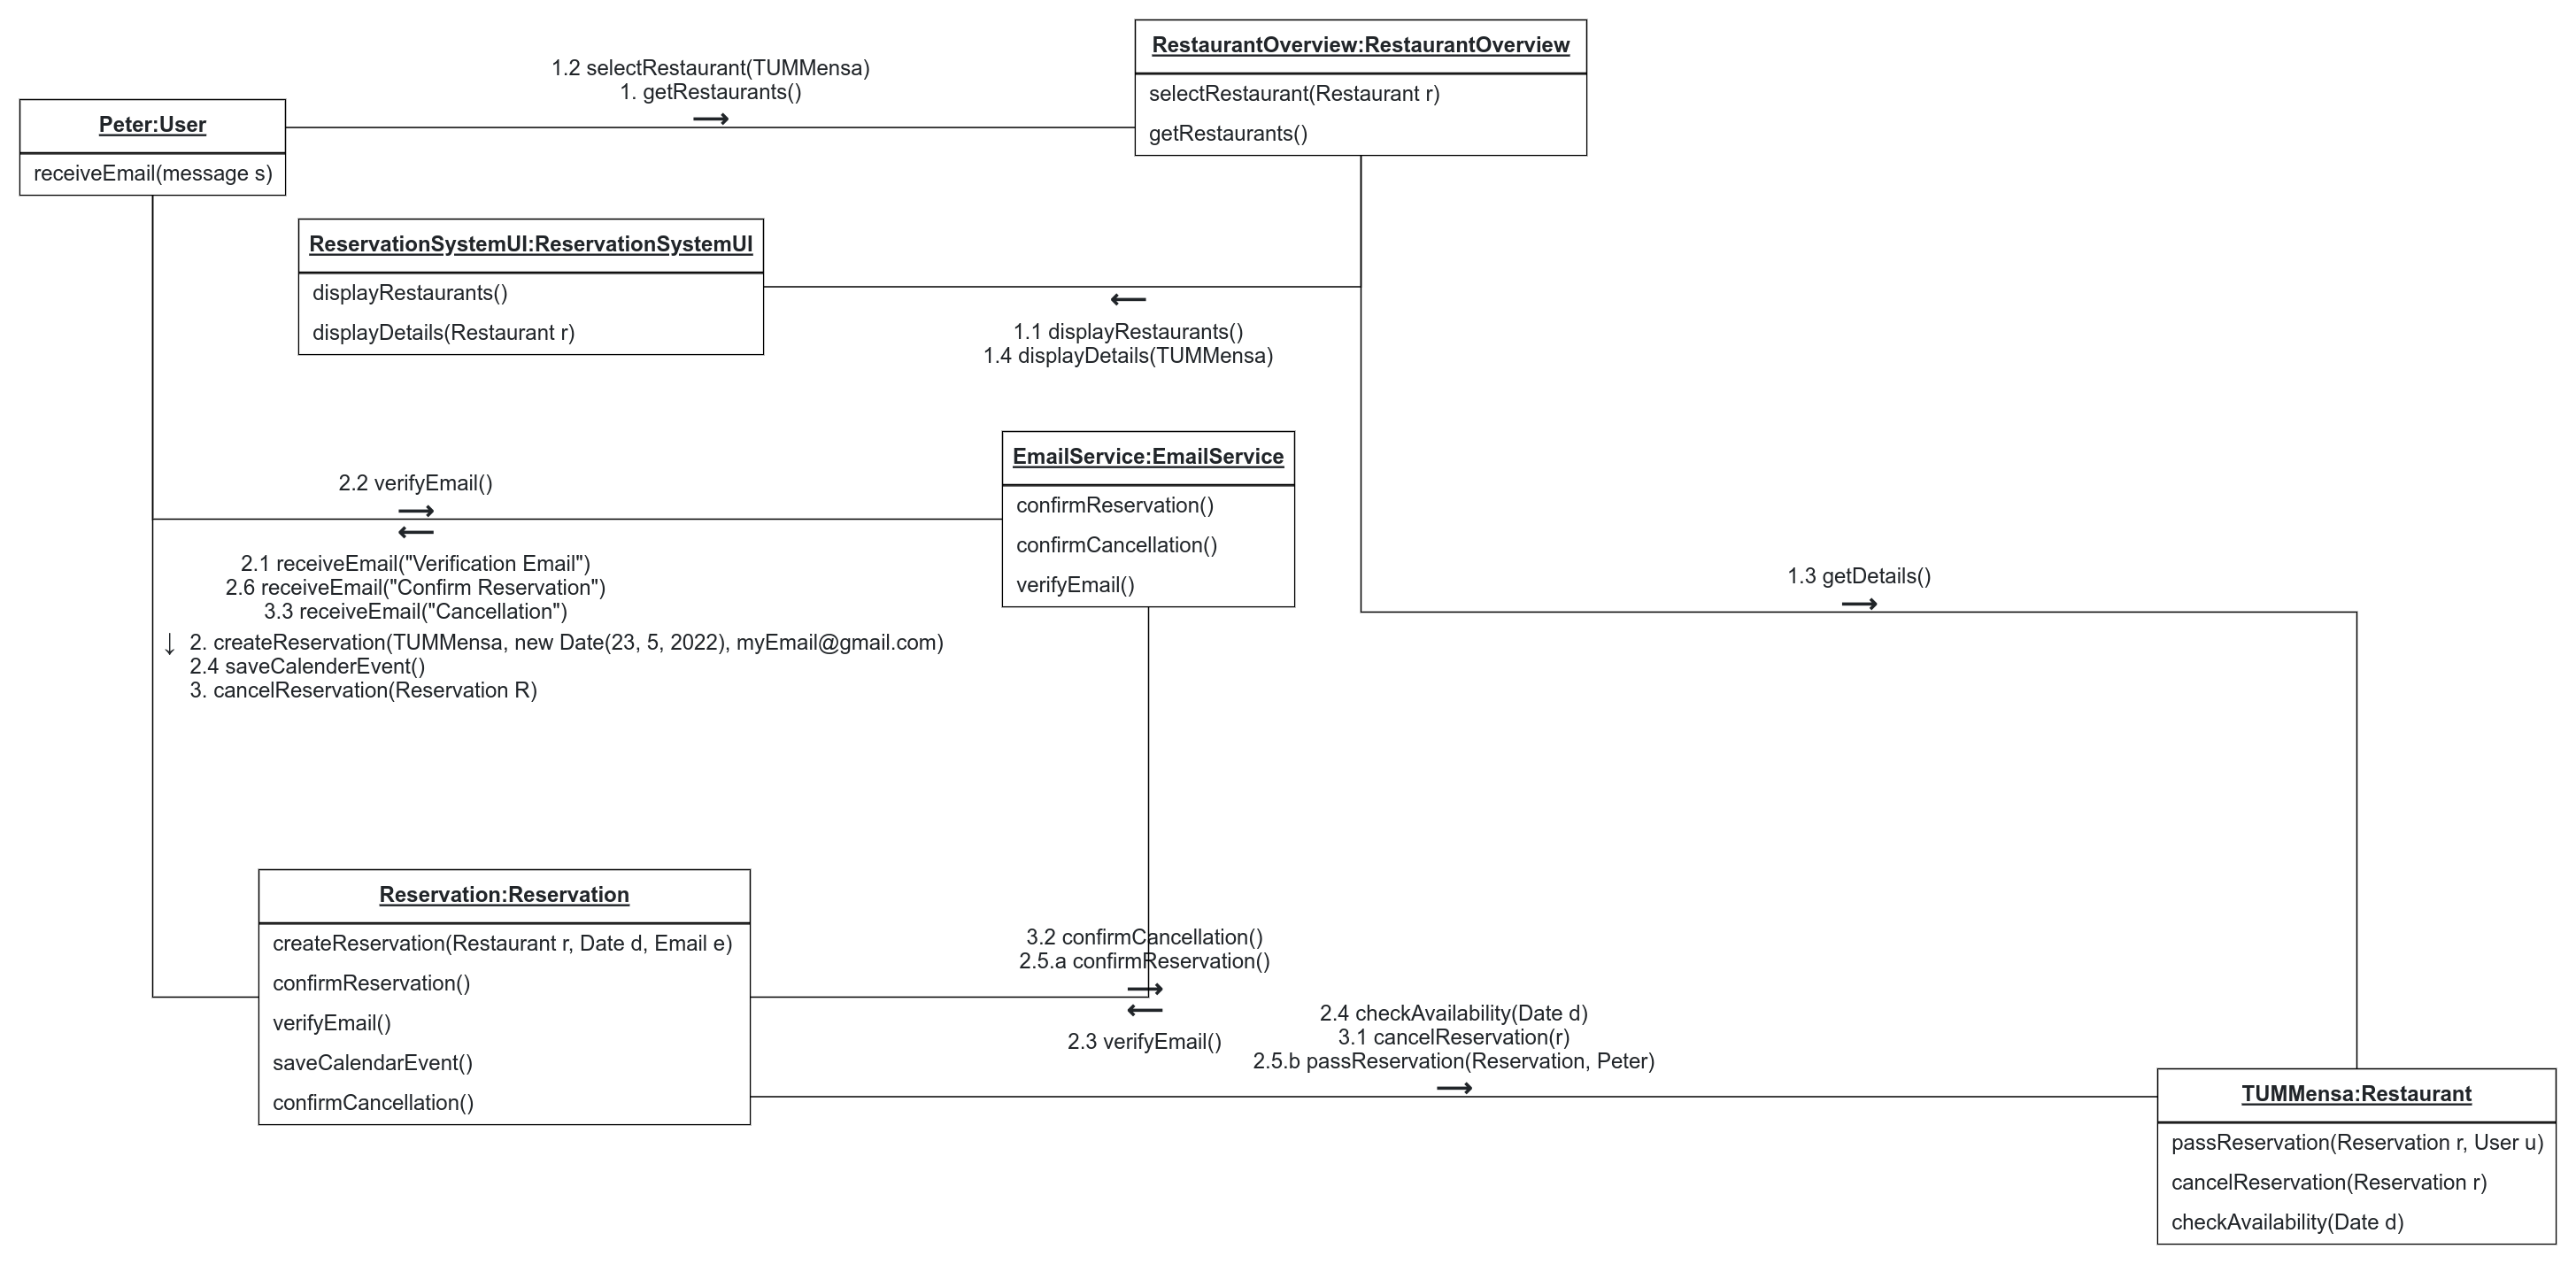 RestaurantOverview:RestaurantOverview
selectRestaurant(Restaurant r)
getRestaurants()
1.2 selectRestaurant(TUMMensa)
1. getRestaurants()
⟶
Peter:User
receiveEmail(message s)
ReservationSystemUI:ReservationSystemUI
displayRestaurants()
displayDetails(Restaurant r)
⟵
1.1 displayRestaurants()
1.4 displayDetails(TUMMensa)
EmailService:EmailService
confirmReservation()
confirmCancellation()
verifyEmail()
2.2 verifyEmail()
⟶
⟵
2.1 receiveEmail("Verification Email")
2.6 receiveEmail("Confirm Reservation")
3.3 receiveEmail("Cancellation")
↓ 2. createReservation(TUMMensa, new Date(23, 5, 2022), myEmail@gmail.com)
2.4 saveCalenderEvent()
3. cancelReservation(Reservation R)
1.3 getDetails()
⟶
Reservation:Reservation
createReservation(Restaurant r, Date d, Email e)
confirmReservation()
verifyEmail()
saveCalendarEvent()
confirmCancellation()
3.2 confirmCancellation()
2.5.a confirmReservation()
⟶
⟵
2.3 verifyEmail()
2.4 checkAvailability(Date d)
3.1 cancelReservation(r)
2.5.b passReservation(Reservation, Peter)
⟶
TUMMensa:Restaurant
passReservation(Reservation r, User u)
cancelReservation(Reservation r)
checkAvailability(Date d)